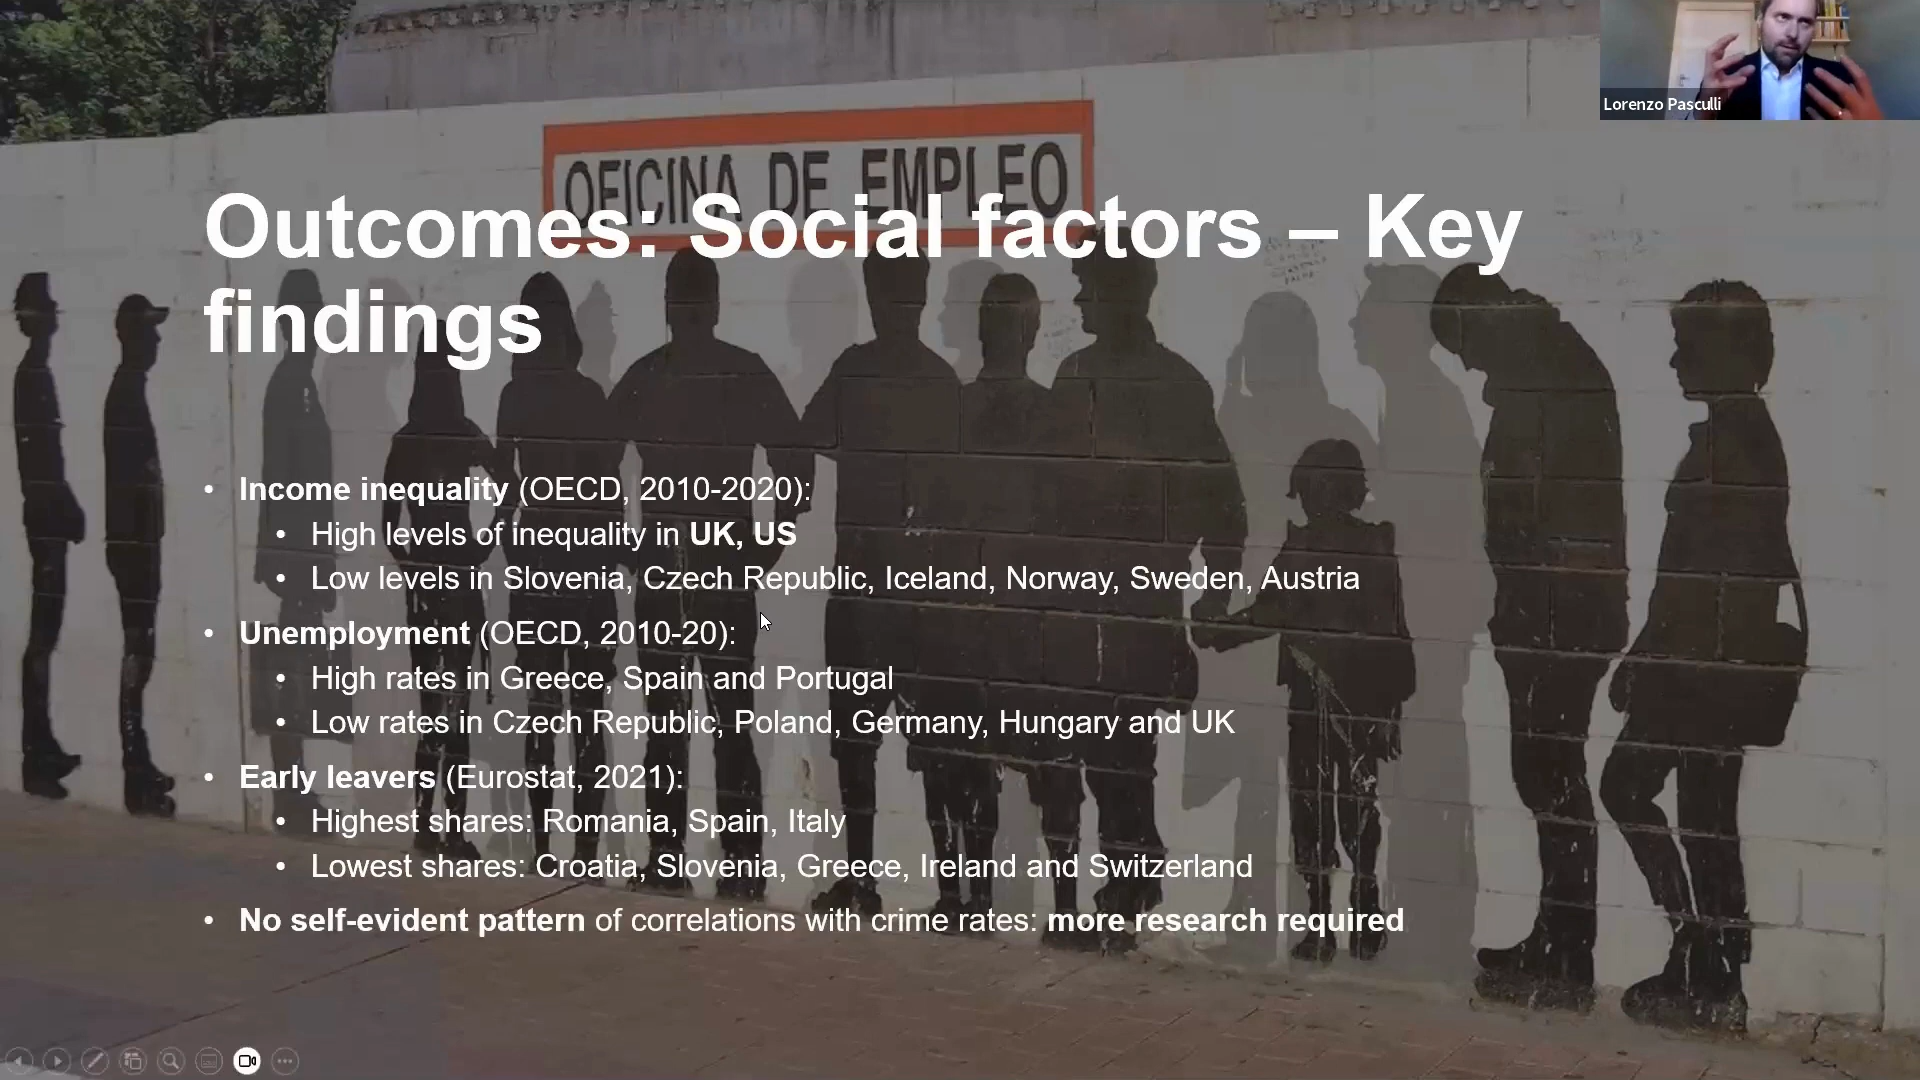 Lorenzo Pasculli
OFICINA DE EMPLEO
Outcomes: Social factors – Key
findings
• Income inequality (OECD, 2010-2020):
• High levels of inequality in UK, US
• Low levels in Slovenia, Czech Republic, Iceland, Norway, Sweden, Austria
• Unemployment (OECD, 2010-20):
• High rates in Greece, Spain and Portugal
• Low rates in Czech Republic, Poland, Germany, Hungary and UK
• Early leavers (Eurostat, 2021):
• Highest shares: Romania, Spain, Italy
• Lowest shares: Croatia, Slovenia, Greece, Ireland and Switzerland
• No self-evident pattern of correlations with crime rates: more research required